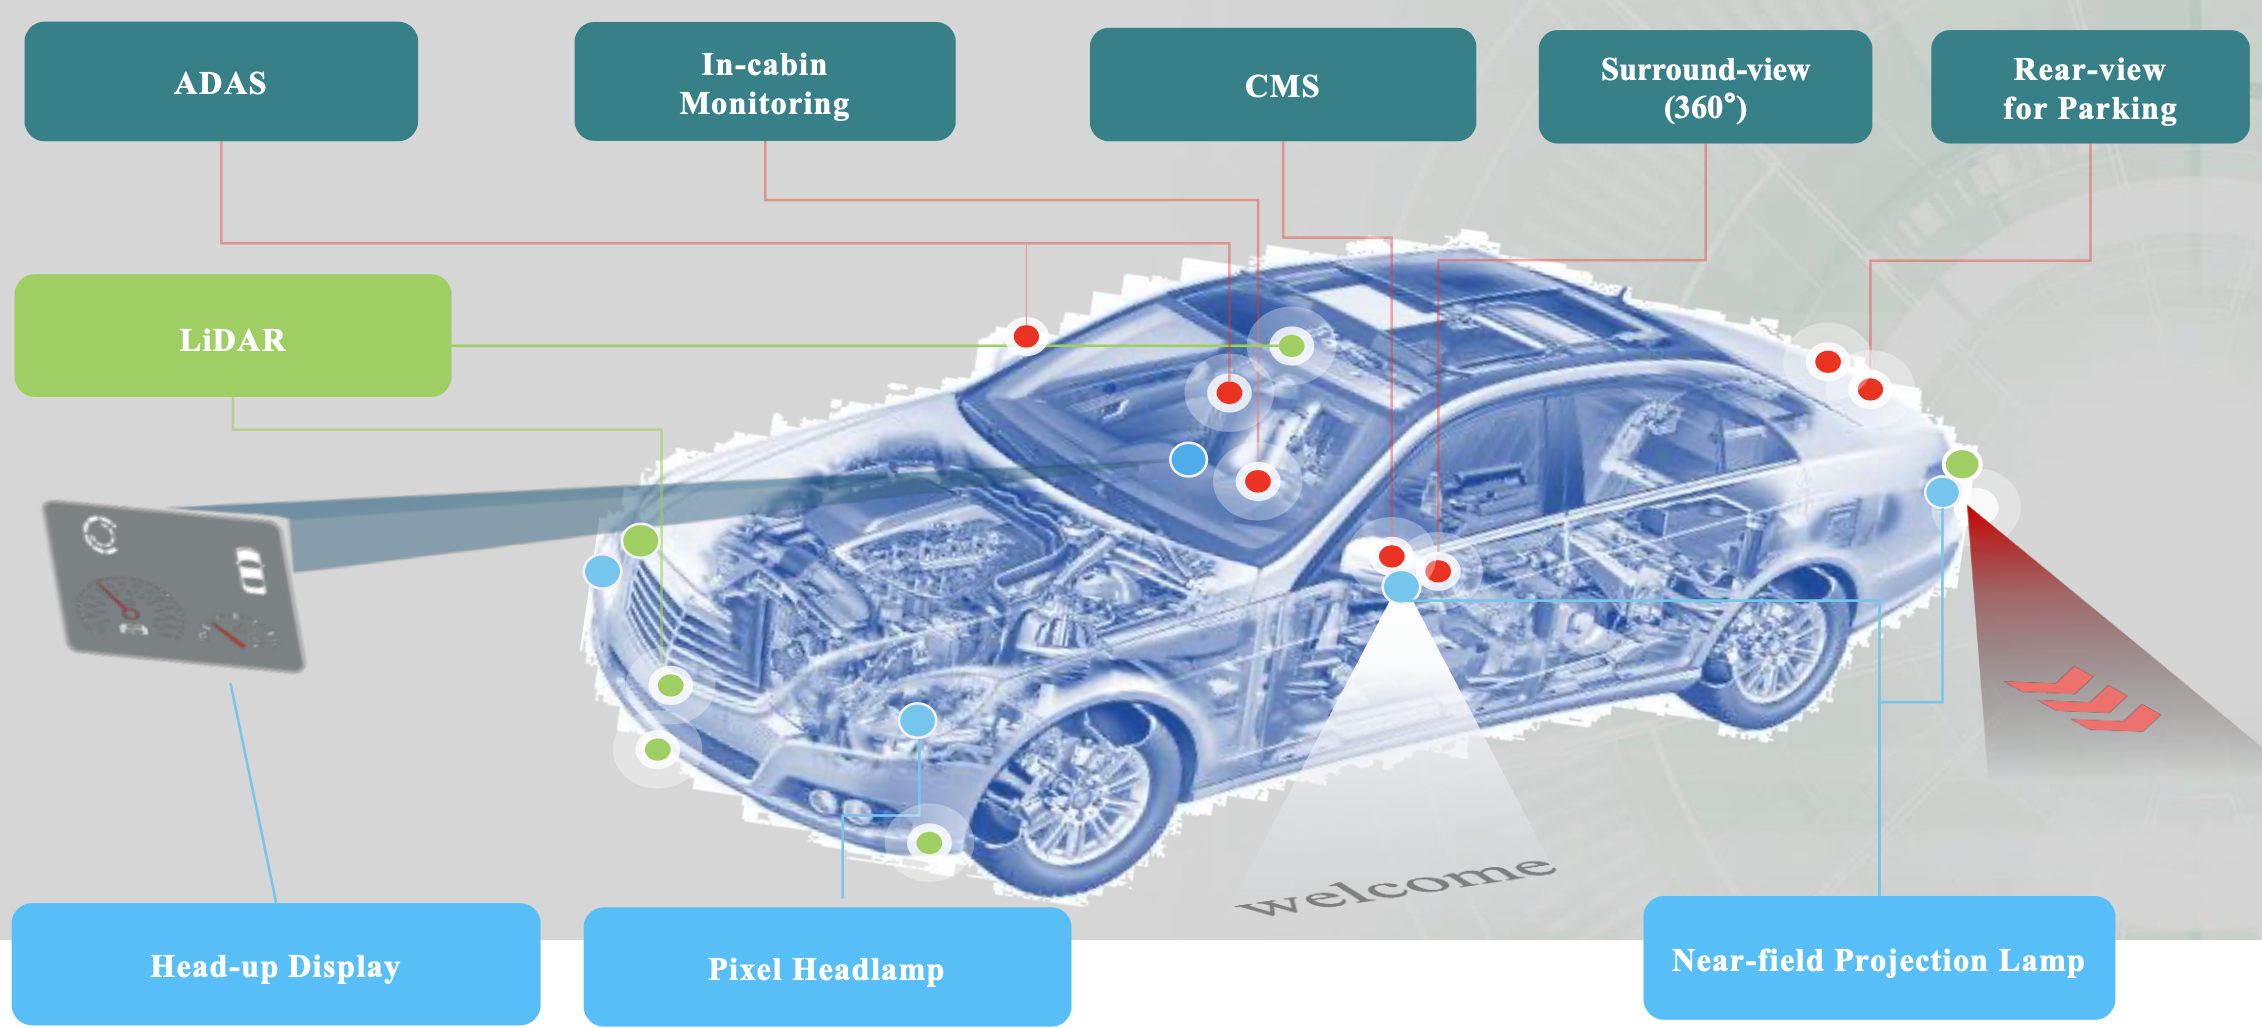 ADAS
In-cabin
Monitoring
CMS
Surround-view
(360°)
Rear-view
for Parking
LiDAR
welcome
Head-up Display
Pixel Headlamp
Near-field Projection Lamp